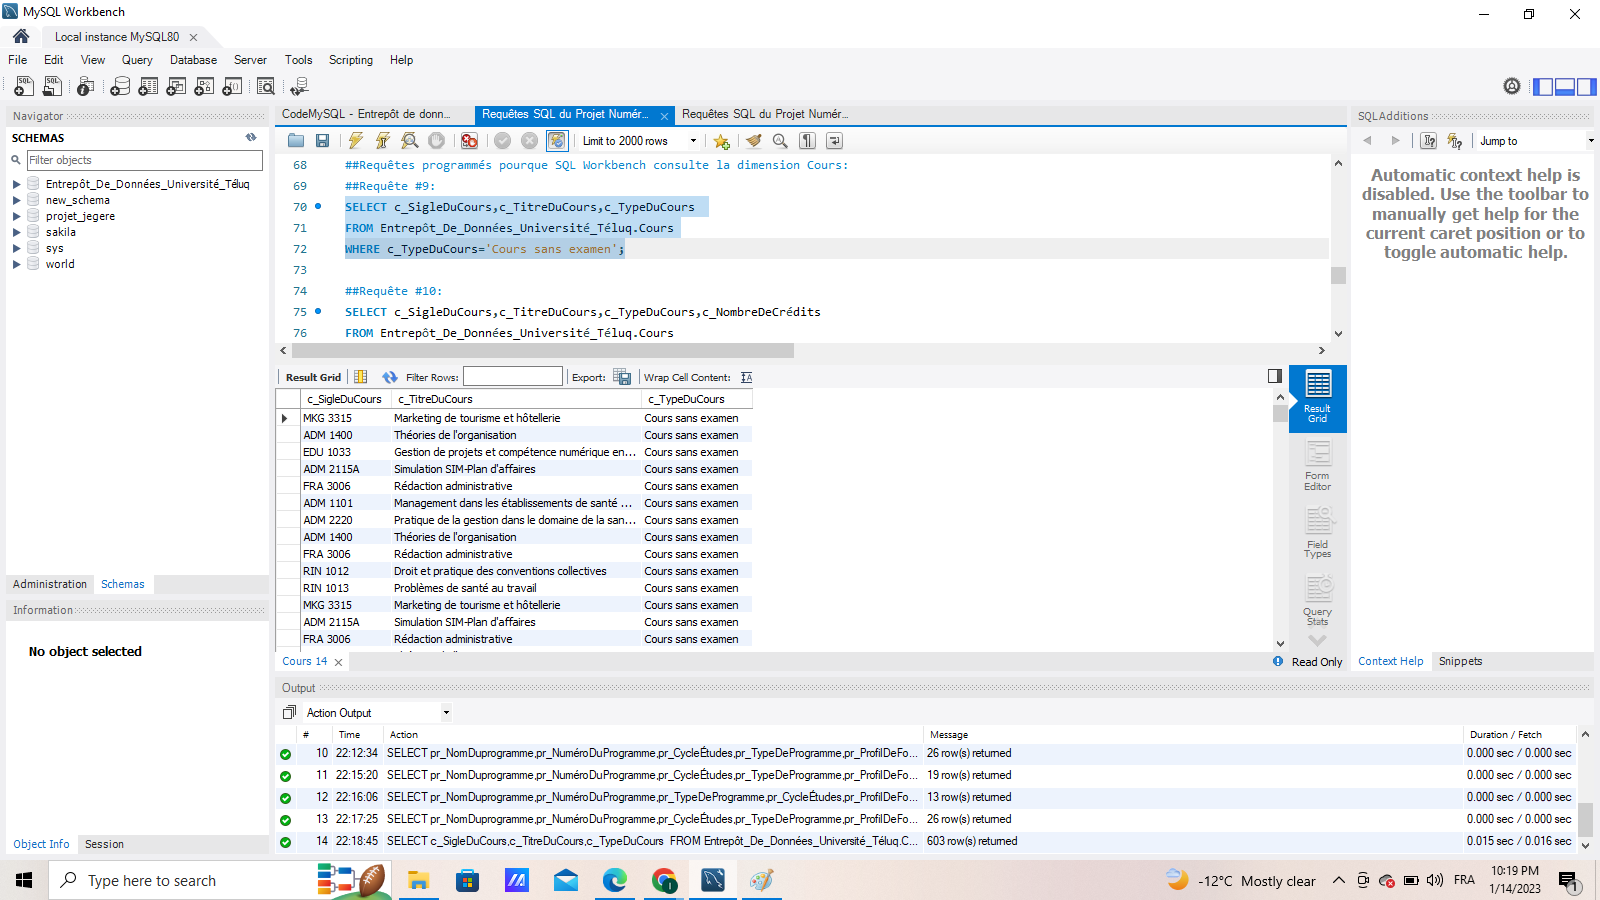 MySQL Workbench
Local instance MySQL80
File Edit View Query Database Server Tools Scripting Help
Navigator
SCHEMAS
Filter objects
Entrepôt_De_Données_Université_Téluq
new_schema
projet_jegere
sakila
sys
world
Administration Schemas
Information
No object selected
Object Info Session
CodeMySQL - Entrepôt de donn... Requêtes SQL du Projet Numér... Requêtes SQL du Projet Numér...
Limit to 2000 rows
68 ##Requêtes programmés pourque SQL Workbench consulte la dimension Cours:
69 ##Requête #9:
70 SELECT c_SigleDuCours,c_TitreDuCours,c_TypeDuCours
71 FROM Entrepôt_De_Données_Université_Téluq.Cours
72 WHERE c_TypeDuCours='Cours sans examen';
73
74 ##Requête #10:
75 SELECT c_SigleDuCours,c_TitreDuCours,c_TypeDuCours,c_NombreDeCrédits
76 FROM Entrepôt_De_Données_Université_Téluq.Cours
Result Grid Filter Rows: Export: Wrap Cell Content:
c_SigleDuCours c_TitreDuCours c_TypeDuCours
MKG 3315 Marketing de tourisme et hôtellerie Cours sans examen
ADM 1400 Théories de l'organisation Cours sans examen
EDU 1033 Gestion de projets et compétence numérique en... Cours sans examen
ADM 2115A Simulation SIM-Plan d'affaires Cours sans examen
FRA 3006 Rédaction administrative Cours sans examen
ADM 1101 Management dans les établissements de santé ... Cours sans examen
ADM 2220 Pratique de la gestion dans le domaine de la san... Cours sans examen
ADM 1400 Théories de l'organisation Cours sans examen
FRA 3006 Rédaction administrative Cours sans examen
RIN 1012 Droit et pratique des conventions collectives Cours sans examen
RIN 1013 Problèmes de santé au travail Cours sans examen
MKG 3315 Marketing de tourisme et hôtellerie Cours sans examen
ADM 2115A Simulation SIM-Plan d'affaires Cours sans examen
FRA 3006 Rédaction administrative Cours sans examen
Result
Grid
Form
Editor
Field
Types
Query
Stats
Cours 14
Read Only
SQLAdditions
Jump to
Automatic context help is
disabled. Use the toolbar to
manually get help for the
current caret position or to
toggle automatic help.
Context Help Snippets
Output
Action Output
# Time Action Message Duration / Fetch
10 22:12:34 SELECT pr_NomDuprogramme,pr_NuméroDuProgramme,pr_CycleÉtudes,pr_TypeDeProgramme,pr_ProfilDeFo... 26 row(s) returned 0.000 sec / 0.000 sec
11 22:15:20 SELECT pr_NomDuprogramme,pr_NuméroDuProgramme,pr_CycleÉtudes,pr_TypeDeProgramme,pr_ProfilDeFo... 19 row(s) returned 0.000 sec / 0.000 sec
12 22:16:06 SELECT pr_NomDuprogramme,pr_NuméroDuProgramme,pr_TypeDeProgramme,pr_CycleÉtudes,pr_ProfilDeFo... 13 row(s) returned 0.000 sec / 0.000 sec
13 22:17:25 SELECT pr_NomDuprogramme,pr_NuméroDuProgramme,pr_CycleÉtudes,pr_TypeDeProgramme,pr_ProfilDeFo... 26 row(s) returned 0.000 sec / 0.000 sec
14 22:18:45 SELECT c_SigleDuCours,c_TitreDuCours,c_TypeDuCours FROM Entrepôt_De_Données_Université_Téluq.C... 603 row(s) returned 0.015 sec / 0.016 sec
Type here to search
-12°C Mostly clear
FRA
10:19 PM
1/14/2023
1